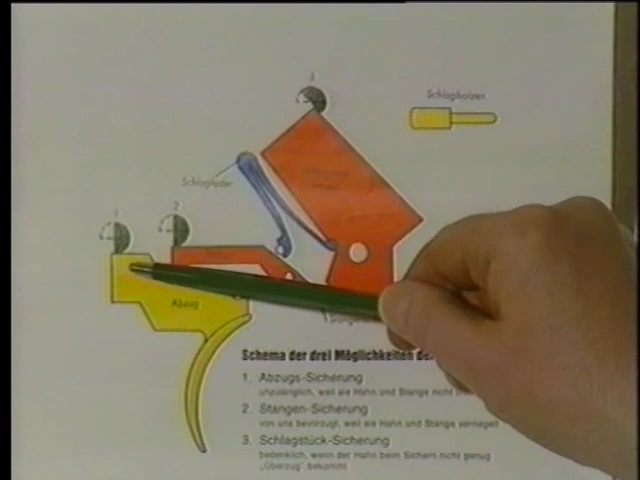 3
Schlagbolzen
Schlagfeder
2
1
Abzug
Schema der drei Möglichkeiten der
1. Abzugs-Sicherung
unzulänglich, weil sie Hahn und Stange nicht
2. Stangen-Sicherung
von uns bevorzugt, weil sie Hahn und Stange verriegelt
3. Schlagstück-Sicherung
bedenklich, wenn der Hahn beim Sichern nicht genug
„Überzug" bekommt